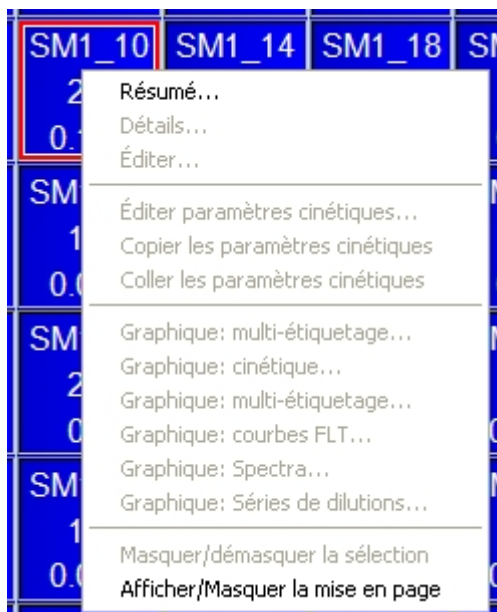 SM1_10 SM1_14 SM1_18
Résumé...
Détails...
Éditer...
Éditer paramètres cinétiques...
Copier les paramètres cinétiques
Coller les paramètres cinétiques
Graphique: multi-étiquetage...
Graphique: cinétique...
Graphique: multi-étiquetage...
Graphique: courbes FLT...
Graphique: Spectra...
Graphique: Séries de dilutions...
Masquer/démasquer la sélection
Afficher/Masquer la mise en page